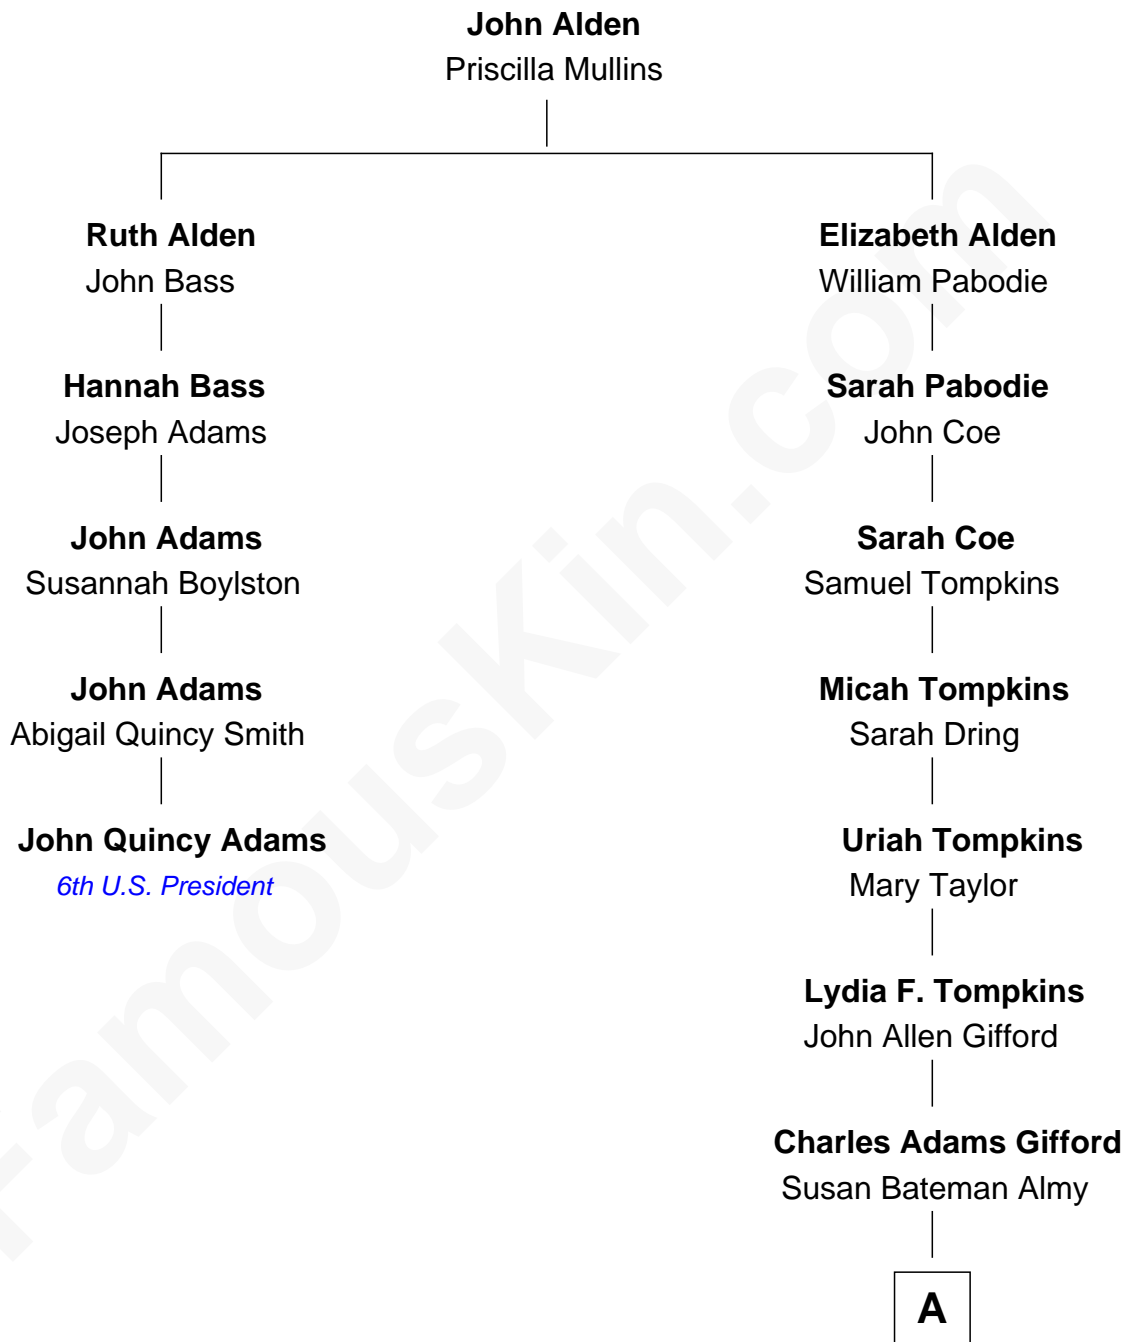 John Alden
Priscilla Mullins
Ruth Alden
John Bass
Elizabeth Alden
William Pabodie
Hannah Bass
Joseph Adams
Sarah Pabodie
John Coe
John Adams
Susannah Boylston
Sarah Coe
Samuel Tompkins
John Adams
Abigail Quincy Smith
Micah Tompkins
Sarah Dring
John Quincy Adams
6th U.S. President
Uriah Tompkins
Mary Taylor
Lydia F. Tompkins
John Allen Gifford
Charles Adams Gifford
Susan Bateman Almy
A
FamousKin.com